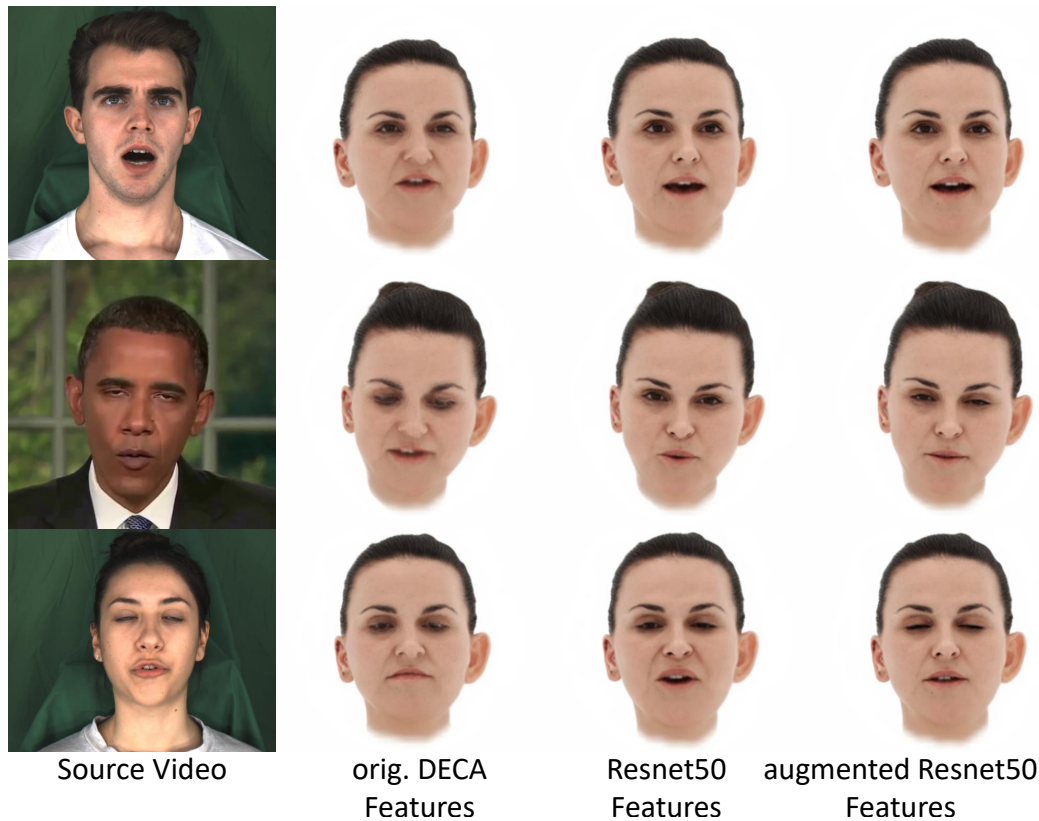 Source Video
orig. DECA
Features
Resnet50
Features
augmented Resnet50
Features